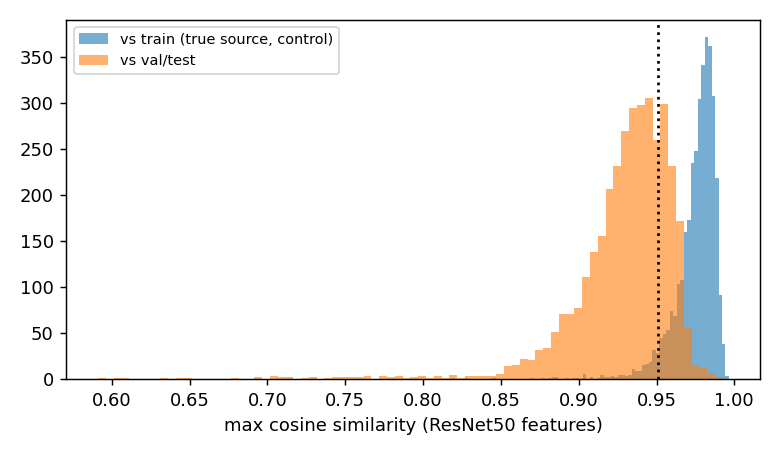 vs train (true source, control)
vs val/test
350
300
250
200
150
100
50
0
0.60 0.65 0.70 0.75 0.80 0.85 0.90 0.95 1.00
max cosine similarity (ResNet50 features)